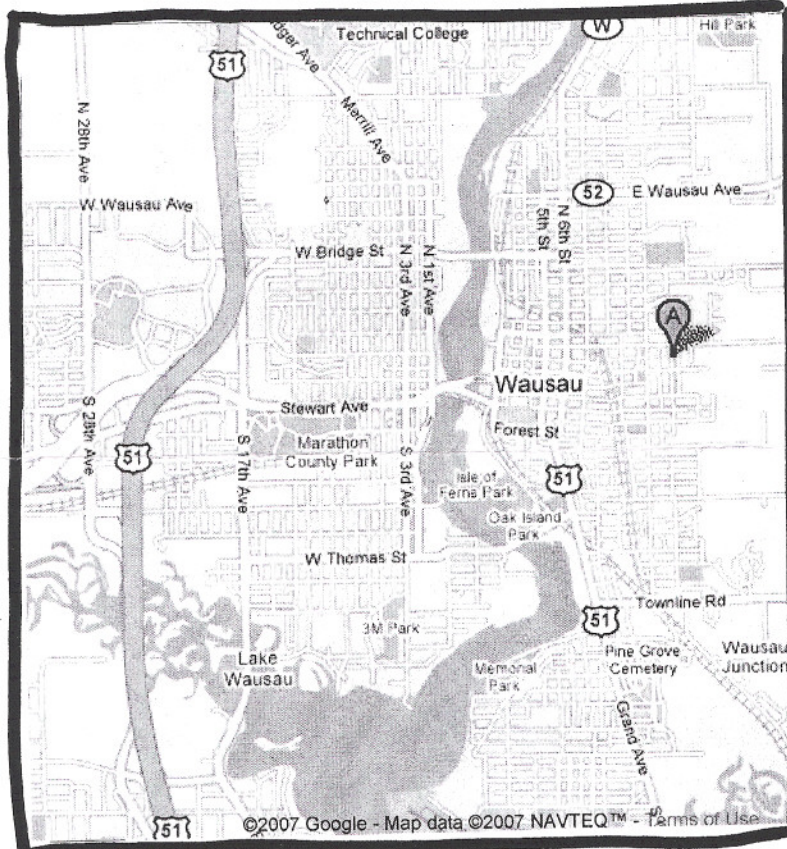 W
Hill Park
Technical College
51
dger Ave
Merrill Ave
N 28th Ave
52
E Wausau Ave
W Wausau Ave
5th St
N 6th St
W Bridge St
N 3rd Ave
N 1st Ave
A
Wausau
Stewart Ave
S 28th Ave
Forest St
Marathon
County Park
S 17th Ave
S 3rd Ave
51
51
Isle of
Ferns Park
Oak Island
Park
W Thomas St
Townline Rd
51
3M Park
Pine Grove
Cemetery
Wausau
Junction
Lake
Wausau
Memorial
Park
Grand Ave
51
©2007 Google - Map data ©2007 NAVTEQ™ - Terms of Use